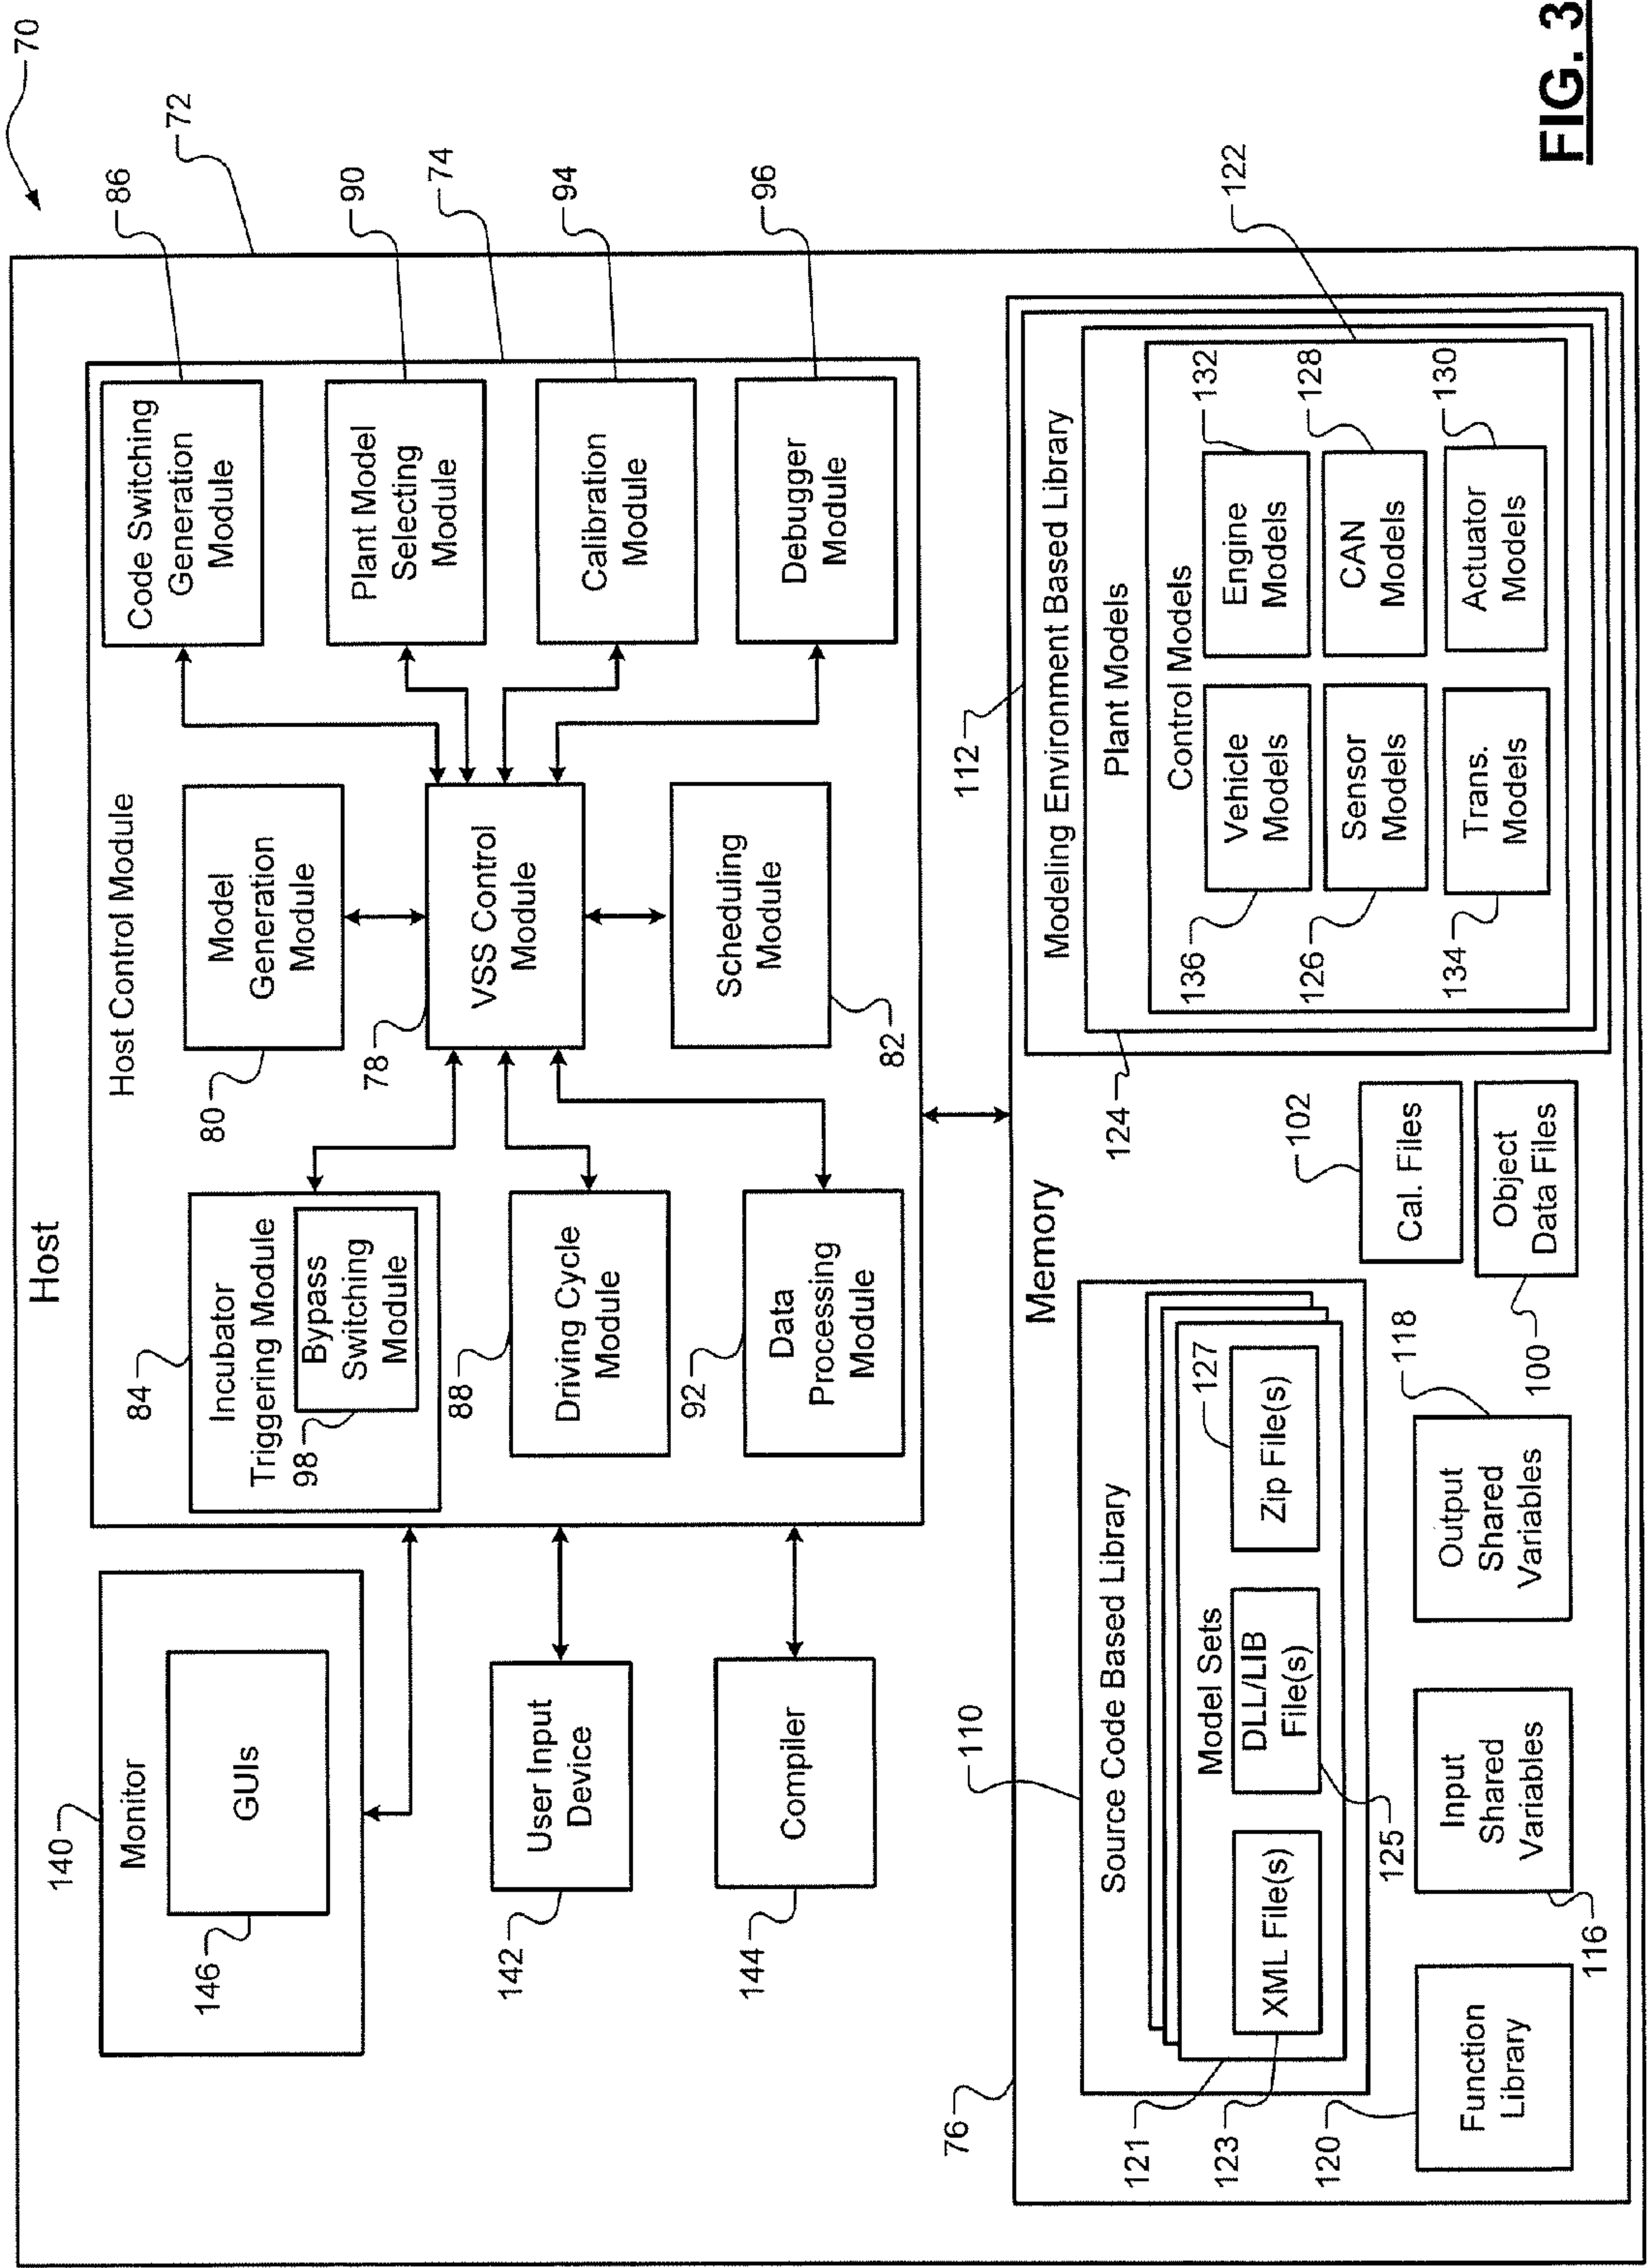 70
Host
72
140
Monitor
GUIs
146
User Input
Device
142
Compiler
144
Host Control Module
74
84
Incubator
Triggering Module
Bypass
Switching
Module
98
88
Driving Cycle
Module
92
Data
Processing
Module
Model
Generation
Module
80
VSS Control
Module
78
Scheduling
Module
82
Code Switching
Generation
Module
86
Plant Model
Selecting
Module
90
Calibration
Module
94
Debugger
Module
96
76
Memory
110
Source Code Based Library
Model Sets
XML File(s)
DLL/LIB
File(s)
Zip File(s)
127
121
123
125
120
Function
Library
Input
Shared
Variables
116
Output
Shared
Variables
118
Cal. Files
102
Object
Data Files
100
112
Modeling Environment Based Library
Plant Models
Control Models
124
122
136
Vehicle
Models
Engine
Models
132
126
Sensor
Models
CAN
Models
128
134
Trans.
Models
Actuator
Models
130
FIG. 3